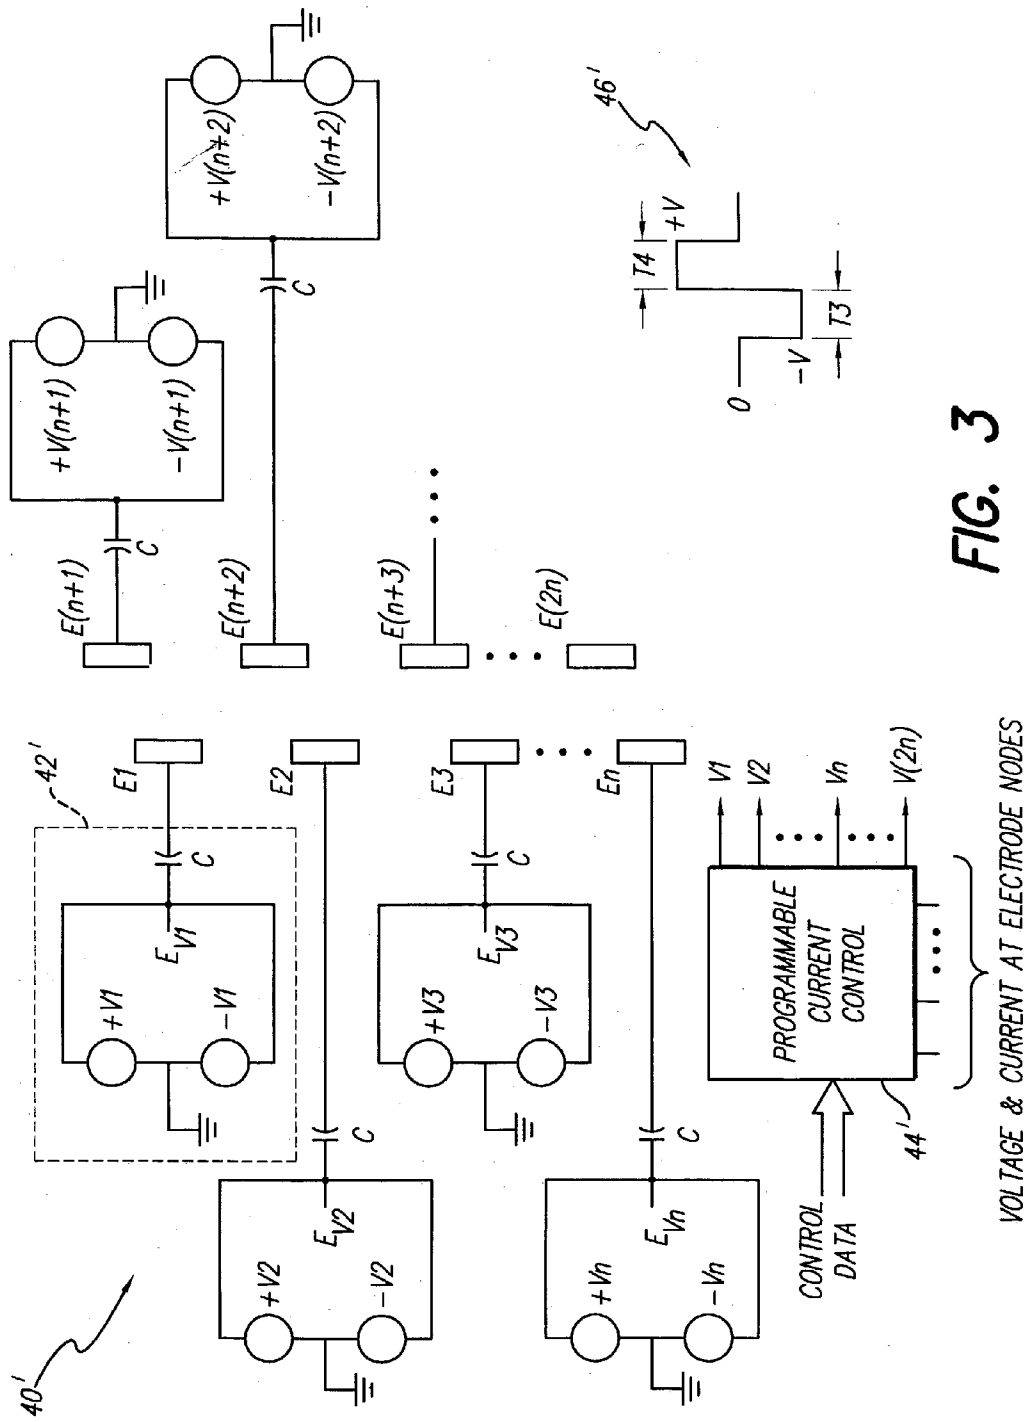 40'
42'
+V1
-V1
E_V1
C
E1
+V2
-V2
E_V2
C
E2
+V3
-V3
E_V3
C
E3
+Vn
-Vn
E_Vn
C
En
E(n+1)
C
+V(n+1)
-V(n+1)
E(n+2)
C
+V(n+2)
-V(n+2)
E(n+3)
E(2n)
CONTROL
DATA
44'
PROGRAMMABLE
CURRENT
CONTROL
V1
V2
Vn
V(2n)
VOLTAGE & CURRENT AT ELECTRODE NODES
46'
0
-V
+V
T3
T4
FIG. 3